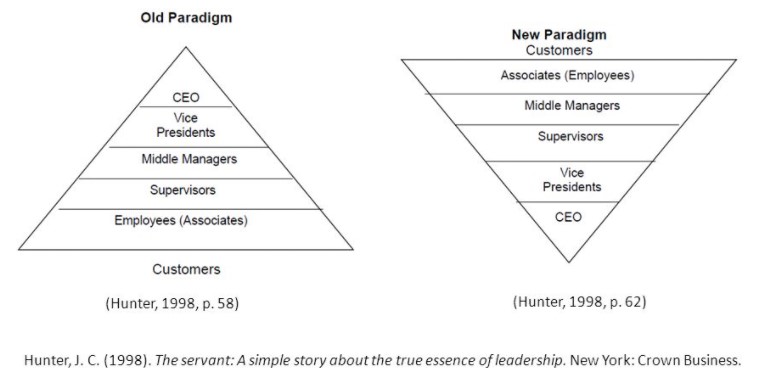 Old Paradigm
CEO
Vice
Presidents
Middle Managers
Supervisors
Employees (Associates)
Customers
(Hunter, 1998, p. 58)
New Paradigm
Customers
Associates (Employees)
Middle Managers
Supervisors
Vice
Presidents
CEO
(Hunter, 1998, p. 62)
Hunter, J. C. (1998). The servant: A simple story about the true essence of leadership. New York: Crown Business.